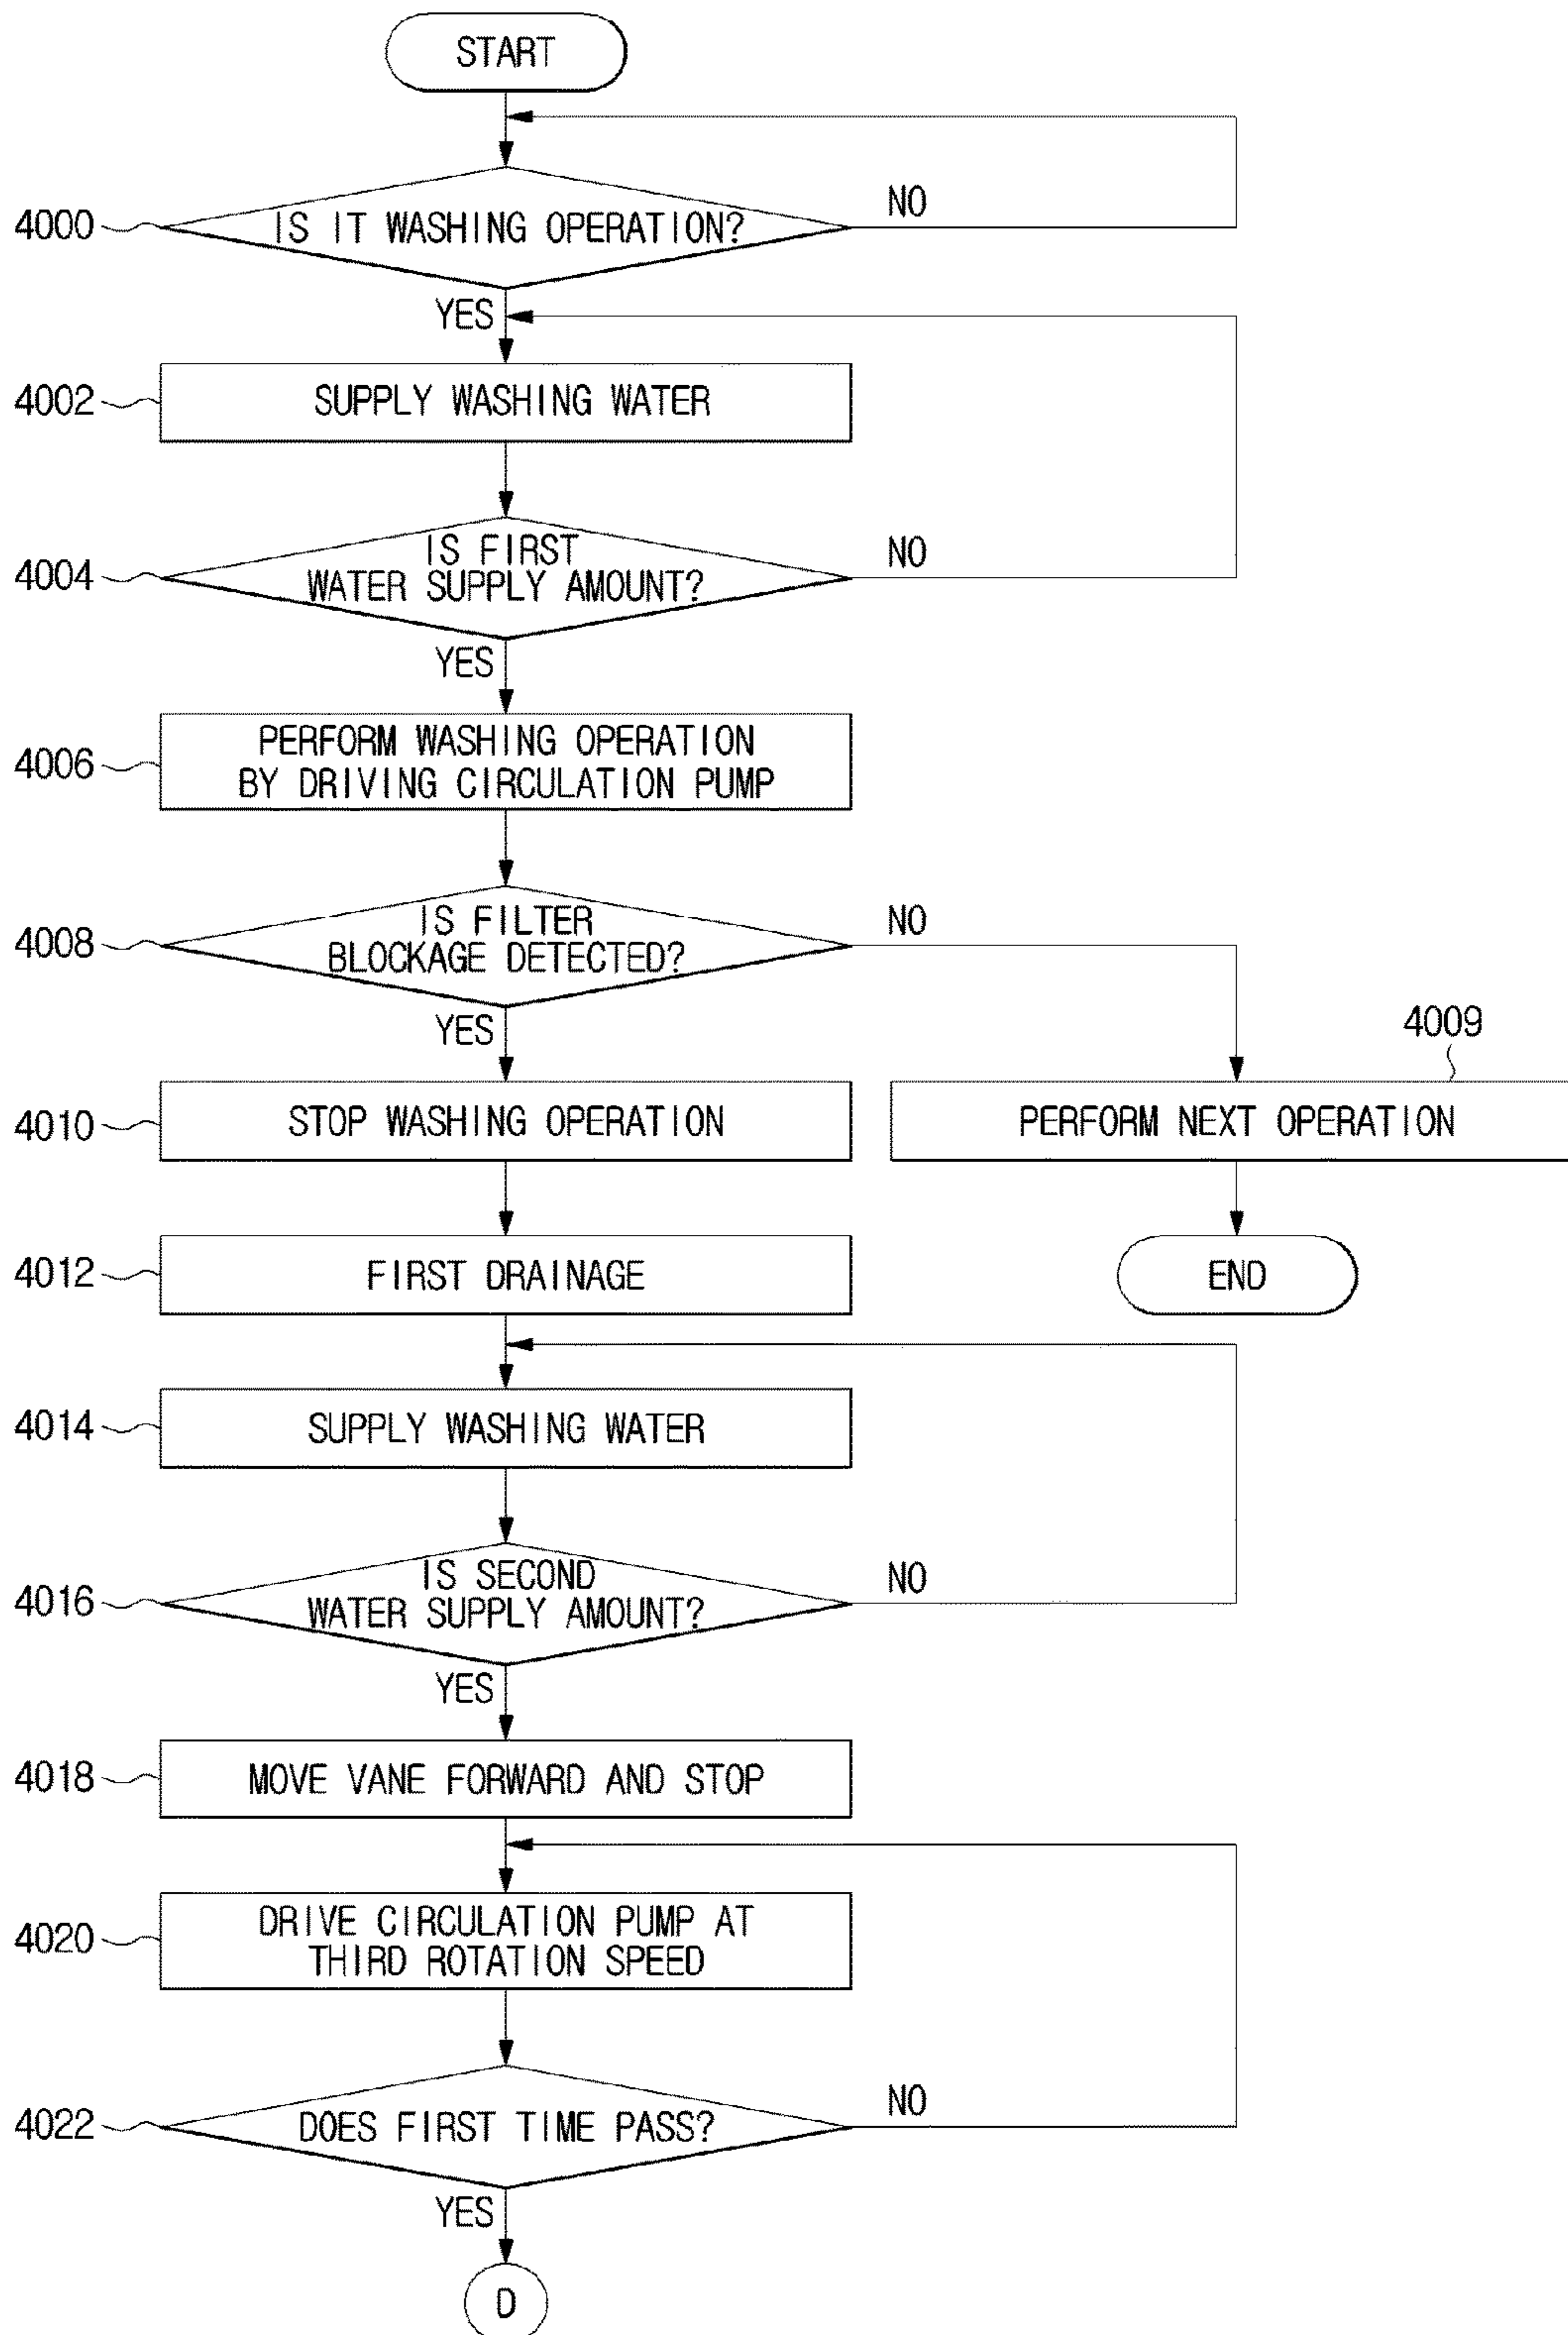 START
4000
IS IT WASHING OPERATION?
NO
YES
4002
SUPPLY WASHING WATER
4004
IS FIRST
WATER SUPPLY AMOUNT?
NO
YES
4006
PERFORM WASHING OPERATION
BY DRIVING CIRCULATION PUMP
4008
IS FILTER
BLOCKAGE DETECTED?
NO
YES
4009
4010
STOP WASHING OPERATION
PERFORM NEXT OPERATION
4012
FIRST DRAINAGE
END
4014
SUPPLY WASHING WATER
4016
IS SECOND
WATER SUPPLY AMOUNT?
NO
YES
4018
MOVE VANE FORWARD AND STOP
4020
DRIVE CIRCULATION PUMP AT
THIRD ROTATION SPEED
4022
DOES FIRST TIME PASS?
NO
YES
D